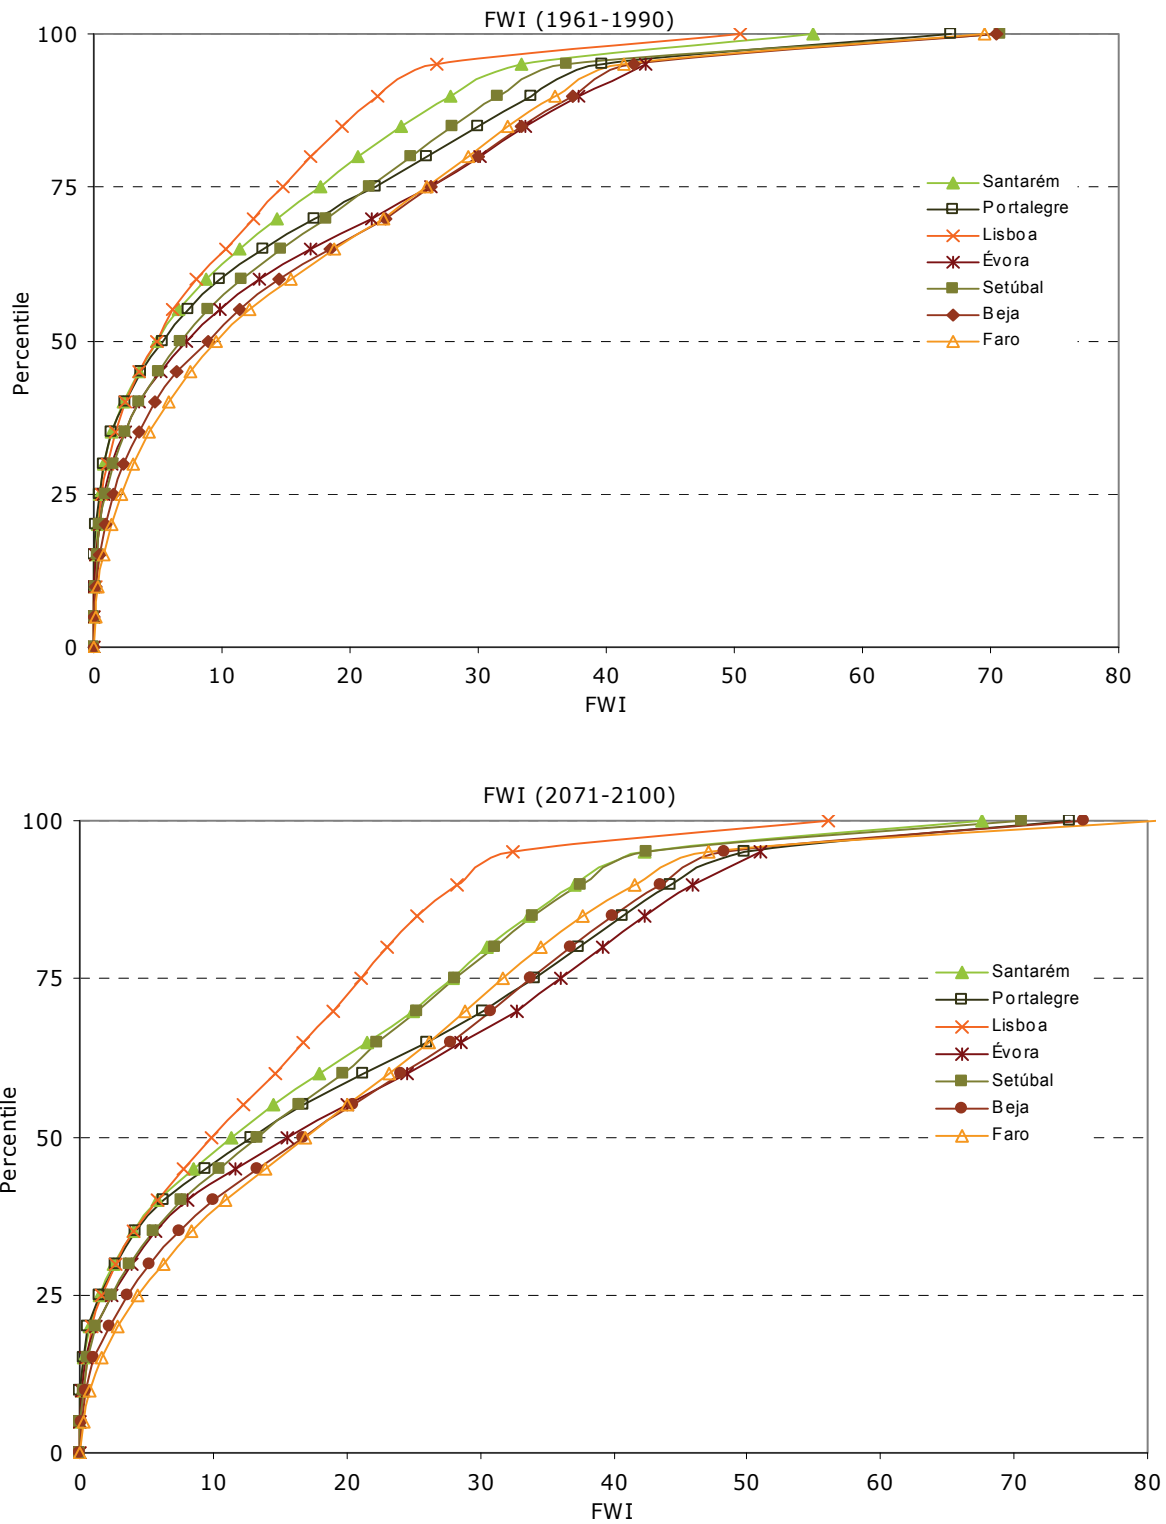 FWI (1961-1990)
100
75
50
25
0
Percentile
0 10 20 30 40 50 60 70 80
FWI
Santarém
Portalegre
Lisboa
Évora
Setúbal
Beja
Faro
FWI (2071-2100)
100
75
50
25
0
Percentile
0 10 20 30 40 50 60 70 80
FWI
Santarém
Portalegre
Lisboa
Évora
Setúbal
Beja
Faro